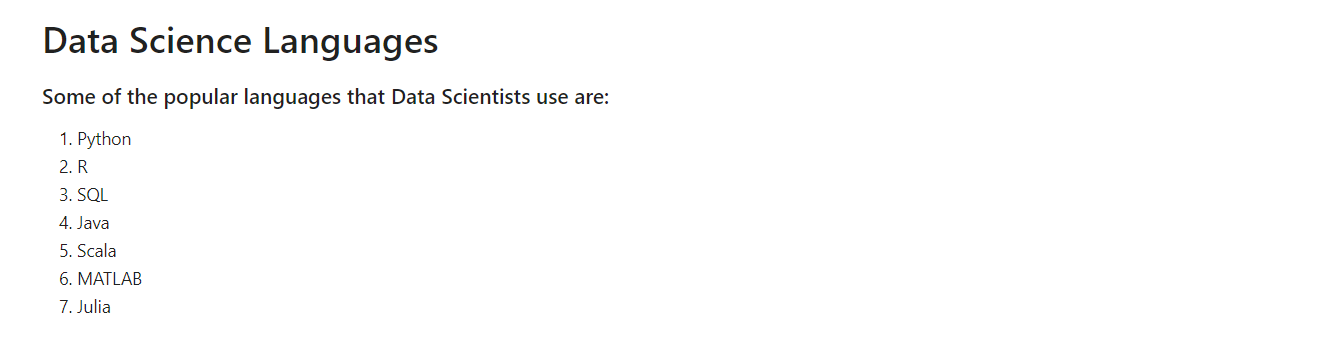 Data Science Languages
Some of the popular languages that Data Scientists use are:
1. Python
2. R
3. SQL
4. Java
5. Scala
6. MATLAB
7. Julia